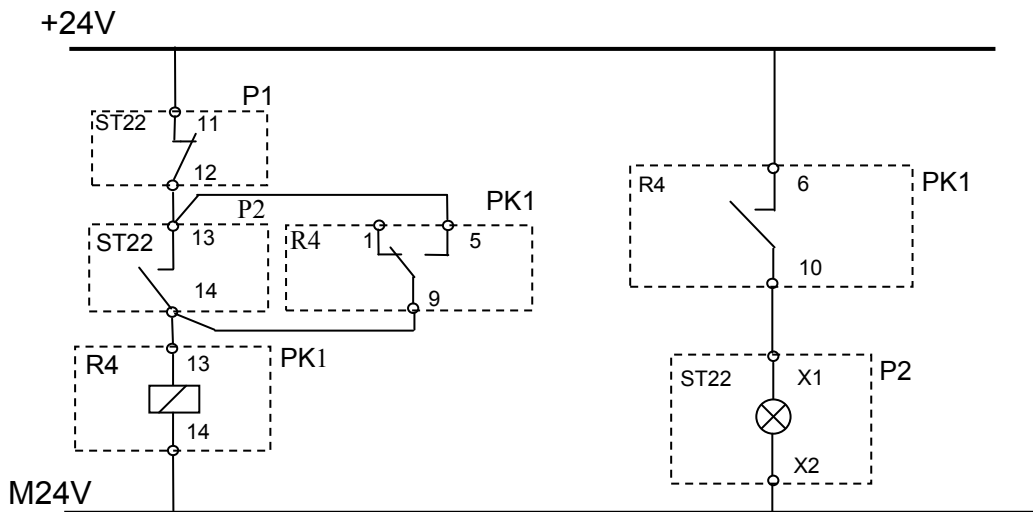 +24V
P1
ST22 11
12
P2
PK1
ST22 13
R4 1 5
14
9
R4 13 PK1
14
M24V
R4 6 PK1
10
ST22 X1 P2
X2